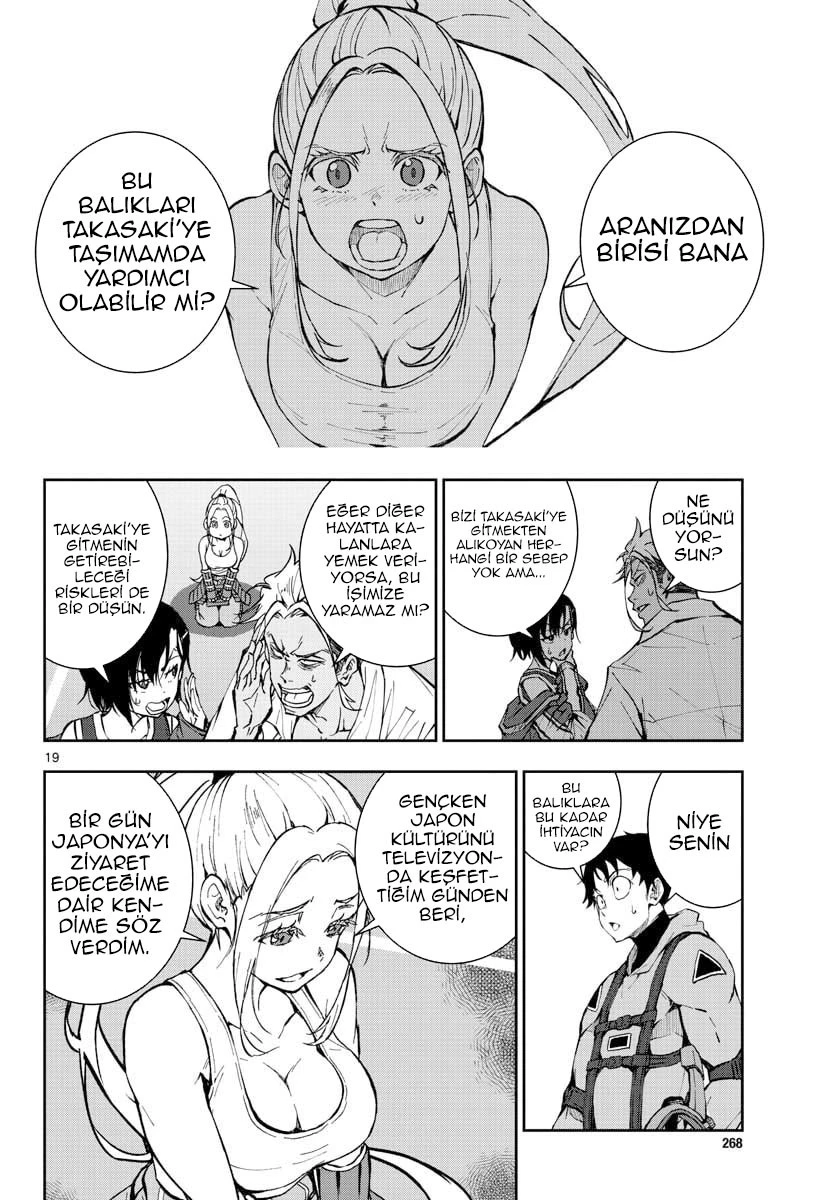 ARANIZDAN
BİRİSİ BANA
BU
BALIKLARI
TAKASAKİ'YE
TAŞIMAMDA
YARDIMCI
OLABİLİR Mİ?
NE
DÜŞÜNÜ
YOR-
SUN?
BİZİ TAKASAKİ'YE
GİTMEKTEN
ALIKOYAN HER-
HANGİ BİR SEBEP
YOK AMA...
EĞER DİĞER
HAYATTA KA-
LANLARA
YEMEK VERİ-
YORSA, BU
İŞİMİZE
YARAMAZ MI?
TAKASAKİ'YE
GİTMENİN
GETİREBİ-
LECEĞİ
RİSKLERİ DE
BİR DÜŞÜN.
19
NİYE
SENİN
BU
BALIKLARA
BU KADAR
İHTİYACIN
VAR?
GENÇKEN
JAPON
KÜLTÜRÜNÜ
TELEVİZYON-
DA KEŞFET-
TİĞİM GÜNDEN
BERİ,
BİR GÜN
JAPONYA'YI
ZİYARET
EDECEĞİME
DAİR KEN-
DİME SÖZ
VERDİM.
268